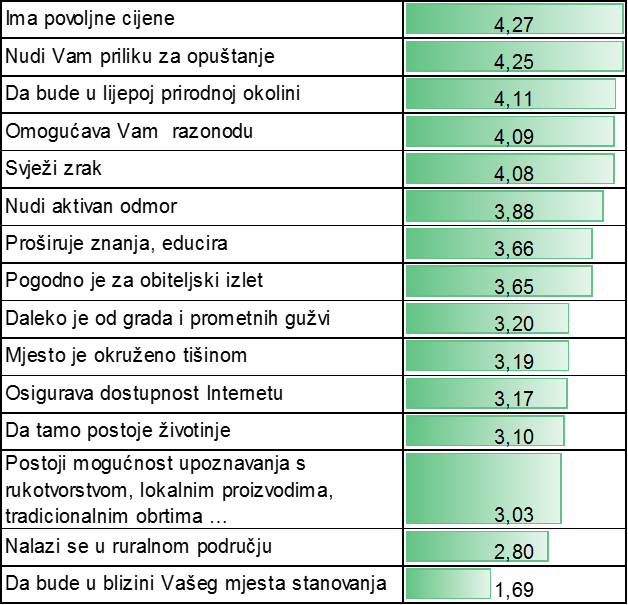 Ima povoljne cijene 4,27
Nudi Vam priliku za opuštanje 4,25
Da bude u lijepoj prirodnoj okolini 4,11
Omogućava Vam  razonodu 4,09
Svježi zrak 4,08
Nudi aktivan odmor 3,88
Proširuje znanja, educira 3,66
Pogodno je za obiteljski izlet 3,65
Daleko je od grada i prometnih gužvi 3,20
Mjesto je okruženo tišinom 3,19
Osigurava dostupnost Internetu 3,17
Da tamo postoje životinje 3,10
Postoji mogućnost upoznavanja s
rukotvorstvom, lokalnim proizvodima,
tradicionalnim obrtima ... 3,03
Nalazi se u ruralnom području 2,80
Da bude u blizini Vašeg mjesta stanovanja 1,69